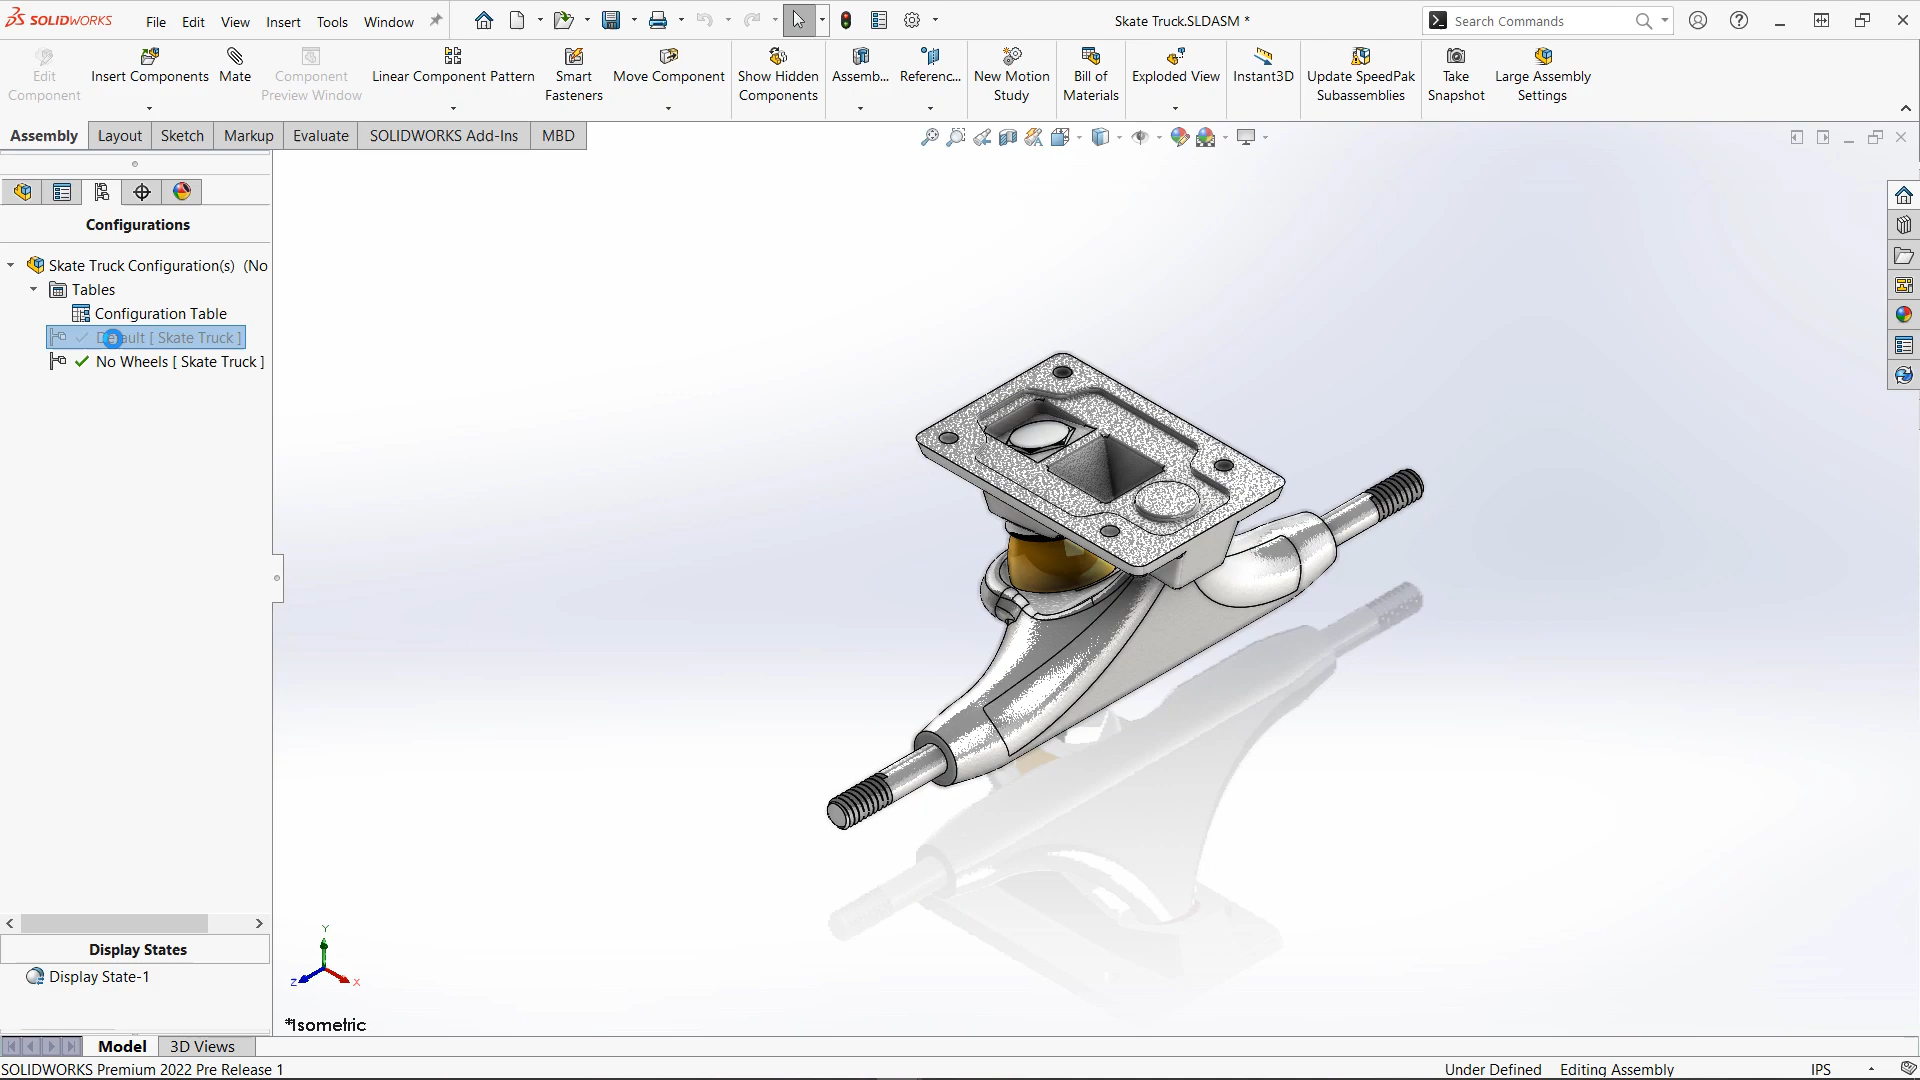 SOLIDWORKS File Edit View Insert Tools Window Skate Truck.SLDASM * Search Commands
Edit Component
Insert Components
Mate
Component Preview Window
Linear Component Pattern
Smart Fasteners
Move Component
Show Hidden Components
Assemb...
Referenc...
New Motion Study
Bill of Materials
Exploded View
Instant3D
Update SpeedPak Subassemblies
Take Snapshot
Large Assembly Settings
Assembly Layout Sketch Markup Evaluate SOLIDWORKS Add-Ins MBD
Configurations
Skate Truck Configuration(s) (No
Tables
Configuration Table
[ Skate Truck ]
No Wheels [ Skate Truck ]
Display States
Display State-1
Y
Z
X
*Isometric
Model 3D Views
SOLIDWORKS Premium 2022 Pre Release 1 Under Defined Editing Assembly IPS